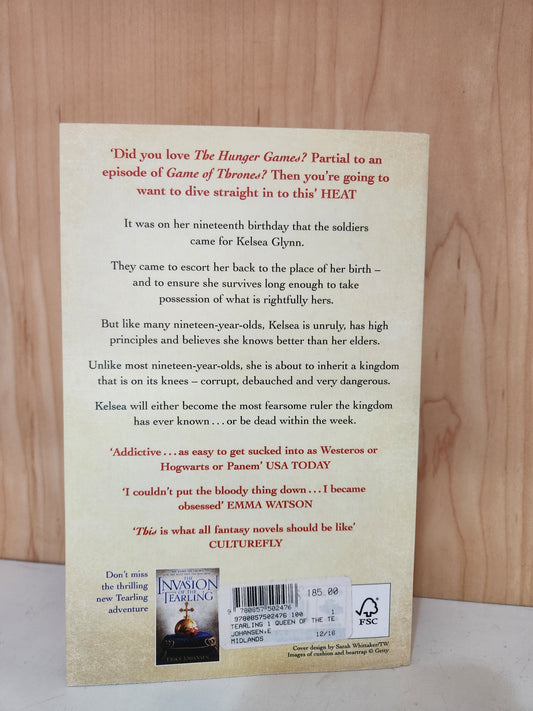 ‘Did you love The Hunger Games? Partial to an
episode of Game of Thrones? Then you’re going to
want to dive straight in to this’ HEAT
It was on her nineteenth birthday that the soldiers
came for Kelsea Glynn.
They came to escort her back to the place of her birth –
and to ensure she survives long enough to take
possession of what is rightfully hers.
But like many nineteen-year-olds, Kelsea is unruly, has high
principles and believes she knows better than her elders.
Unlike most nineteen-year-olds, she is about to inherit a kingdom
that is on its knees – corrupt, debauched and very dangerous.
Kelsea will either become the most fearsome ruler the kingdom
has ever known . . . or be dead within the week.
‘Addictive . . . as easy to get sucked into as Westeros or
Hogwarts or Panem’ USA TODAY
‘I couldn’t put the bloody thing down . . . I became
obsessed’ EMMA WATSON
‘This is what all fantasy novels should be like’
CULTUREFLY
Don’t miss
the thrilling
new Tearling
adventure
THE
INVASION
OF THE
TEARLING
185.00
9 780857 502476
9780857502476 100 1
TEARLING 1 QUEEN OF THE TE
JOHANSEN,E
MIDLANDS 12/16
FSC
Cover design by Sarah Whittaker/TW
Images of cushion and beartrap © Getty